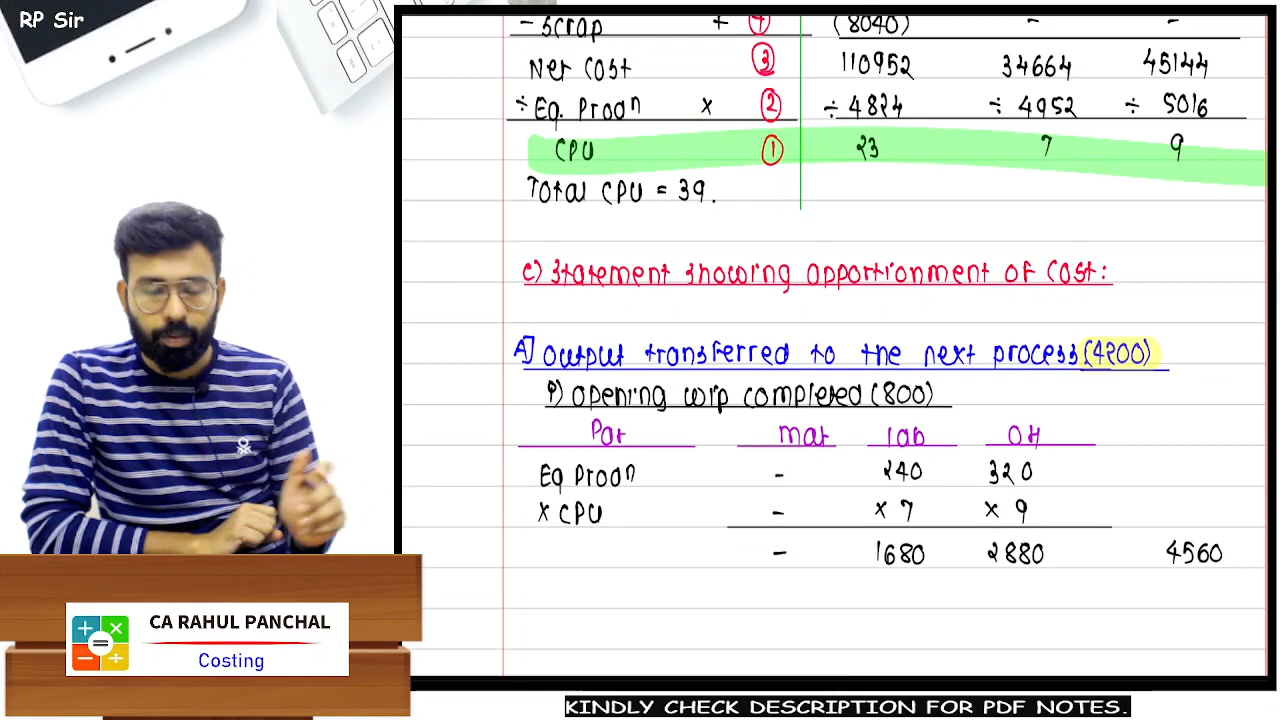 RP Sir
- Scrap + 4 (8040) - -
Net Cost 3 110952 34664 45144
÷ Eq. Prodn × 2 ÷ 4824 ÷ 4952 ÷ 5016
CPU 1 23 7 9
Total CPU = 39.
C) Statement showing apportionment of Cost:
A] Output transferred to the next process (4200)
i) Opening wip completed (800)
Par mat lab OH
Eq Prodn - 240 320
× CPU - × 7 × 9
- 1680 2880 4560
CA RAHUL PANCHAL
Costing
KINDLY CHECK DESCRIPTION FOR PDF NOTES.